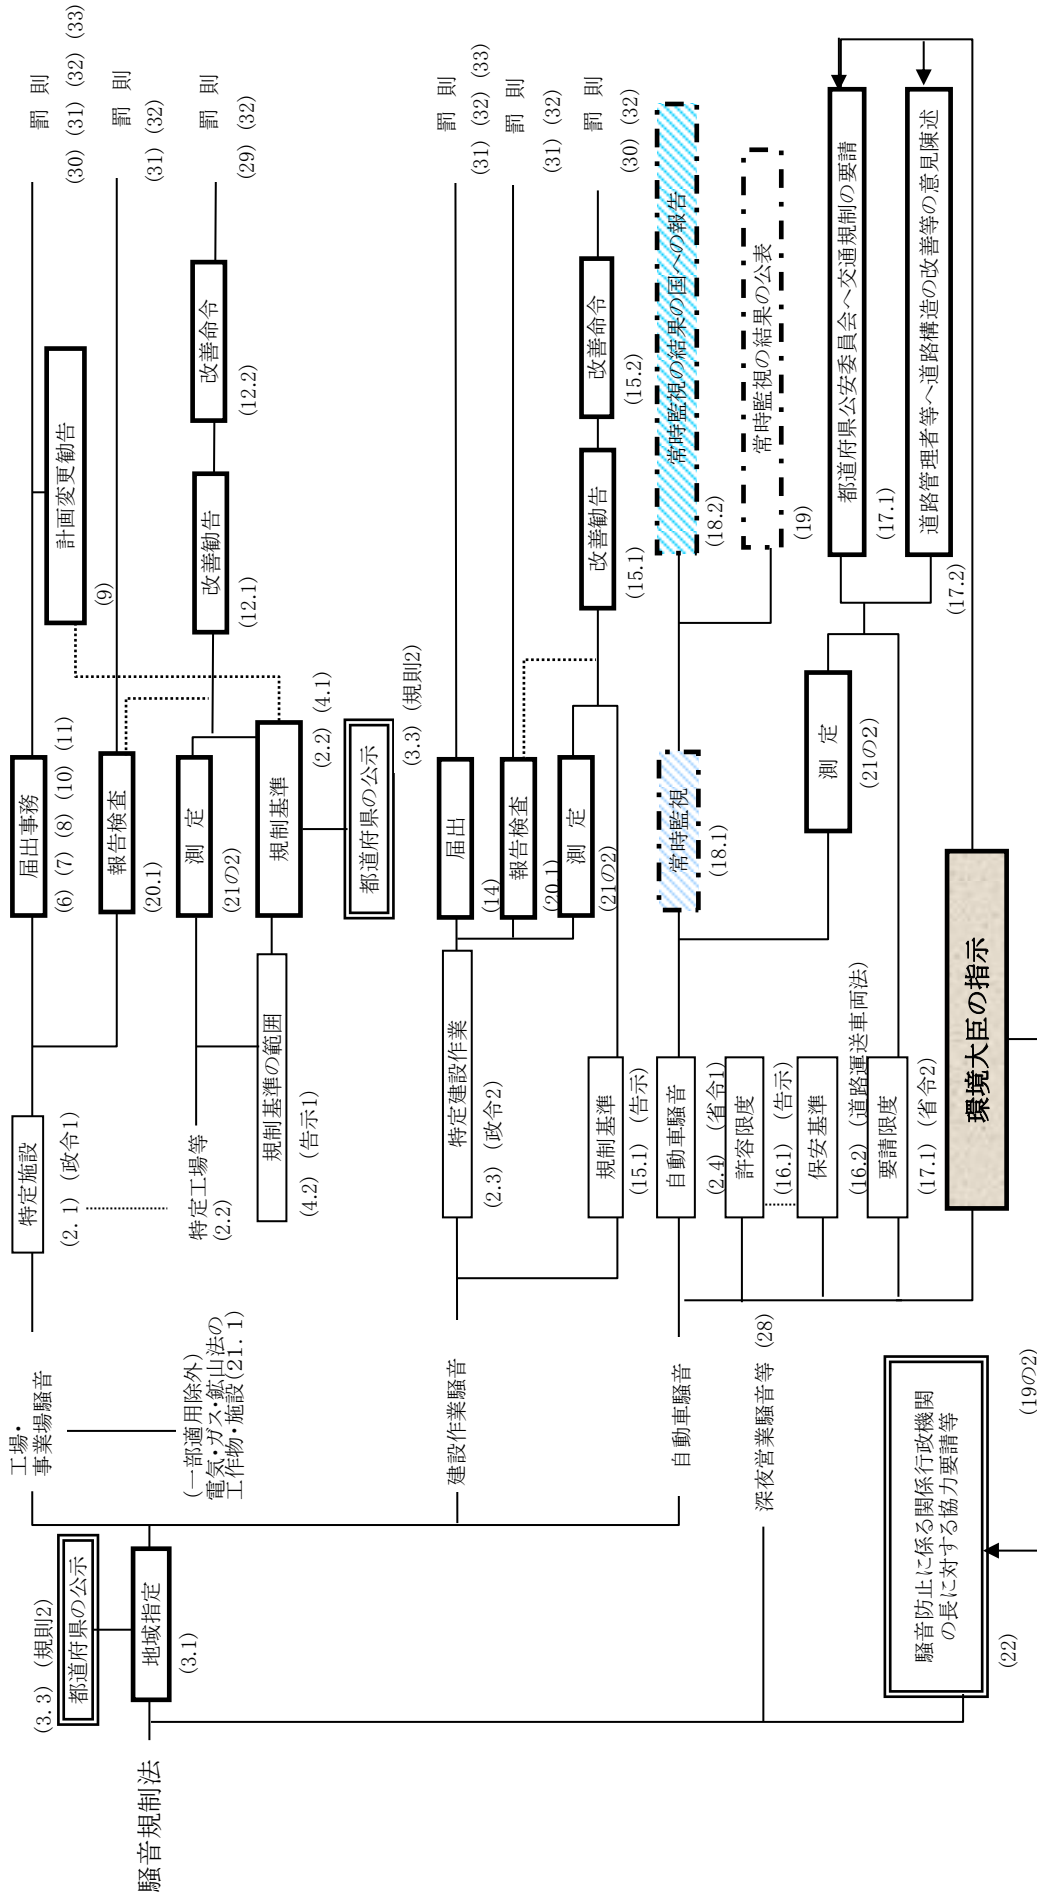 騒音規制法
(3.3) (規則2)
都道府県の公示
地域指定
(3.1)
工場・
事業場騒音
(一部適用除外)
電気・ガス・鉱山法の
工作物・施設(21.1)
特定施設
(2.1) (政令1)
特定工場等
(2.2)
規制基準の範囲
(4.2) (告示1)
届出事務
(6) (7) (8) (10) (11)
報告検査
(20.1)
測 定
(21の2)
規制基準
(2.2) (4.1)
都道府県の公示
(3.3) (規則2)
計画変更勧告
(9)
改善勧告
(12.1)
改善命令
(12.2)
罰 則
(30) (31) (32) (33)
罰 則
(31) (32)
罰 則
(29) (32)
建設作業騒音
特定建設作業
(2.3) (政令2)
規制基準
(15.1) (告示)
届出
(14)
報告検査
(20.1)
測 定
(21の2)
改善勧告
(15.1)
改善命令
(15.2)
罰 則
(31) (32) (33)
罰 則
(31) (32)
罰 則
(30) (32)
自動車騒音
自動車騒音
(2.4) (省令1)
許容限度
(16.1) (告示)
保安基準
(16.2) (道路運送車両法)
要請限度
(17.1) (省令2)
常時監視
(18.1)
常時監視の結果の国への報告
(18.2)
常時監視の結果の公表
(19)
測 定
(21の2)
都道府県公安委員会へ交通規制の要請
(17.1)
道路管理者等へ道路構造の改善等の意見陳述
(17.2)
環境大臣の指示
(19の2)
深夜営業騒音等 (28)
騒音防止に係る関係行政機関
の長に対する協力要請等
(22)